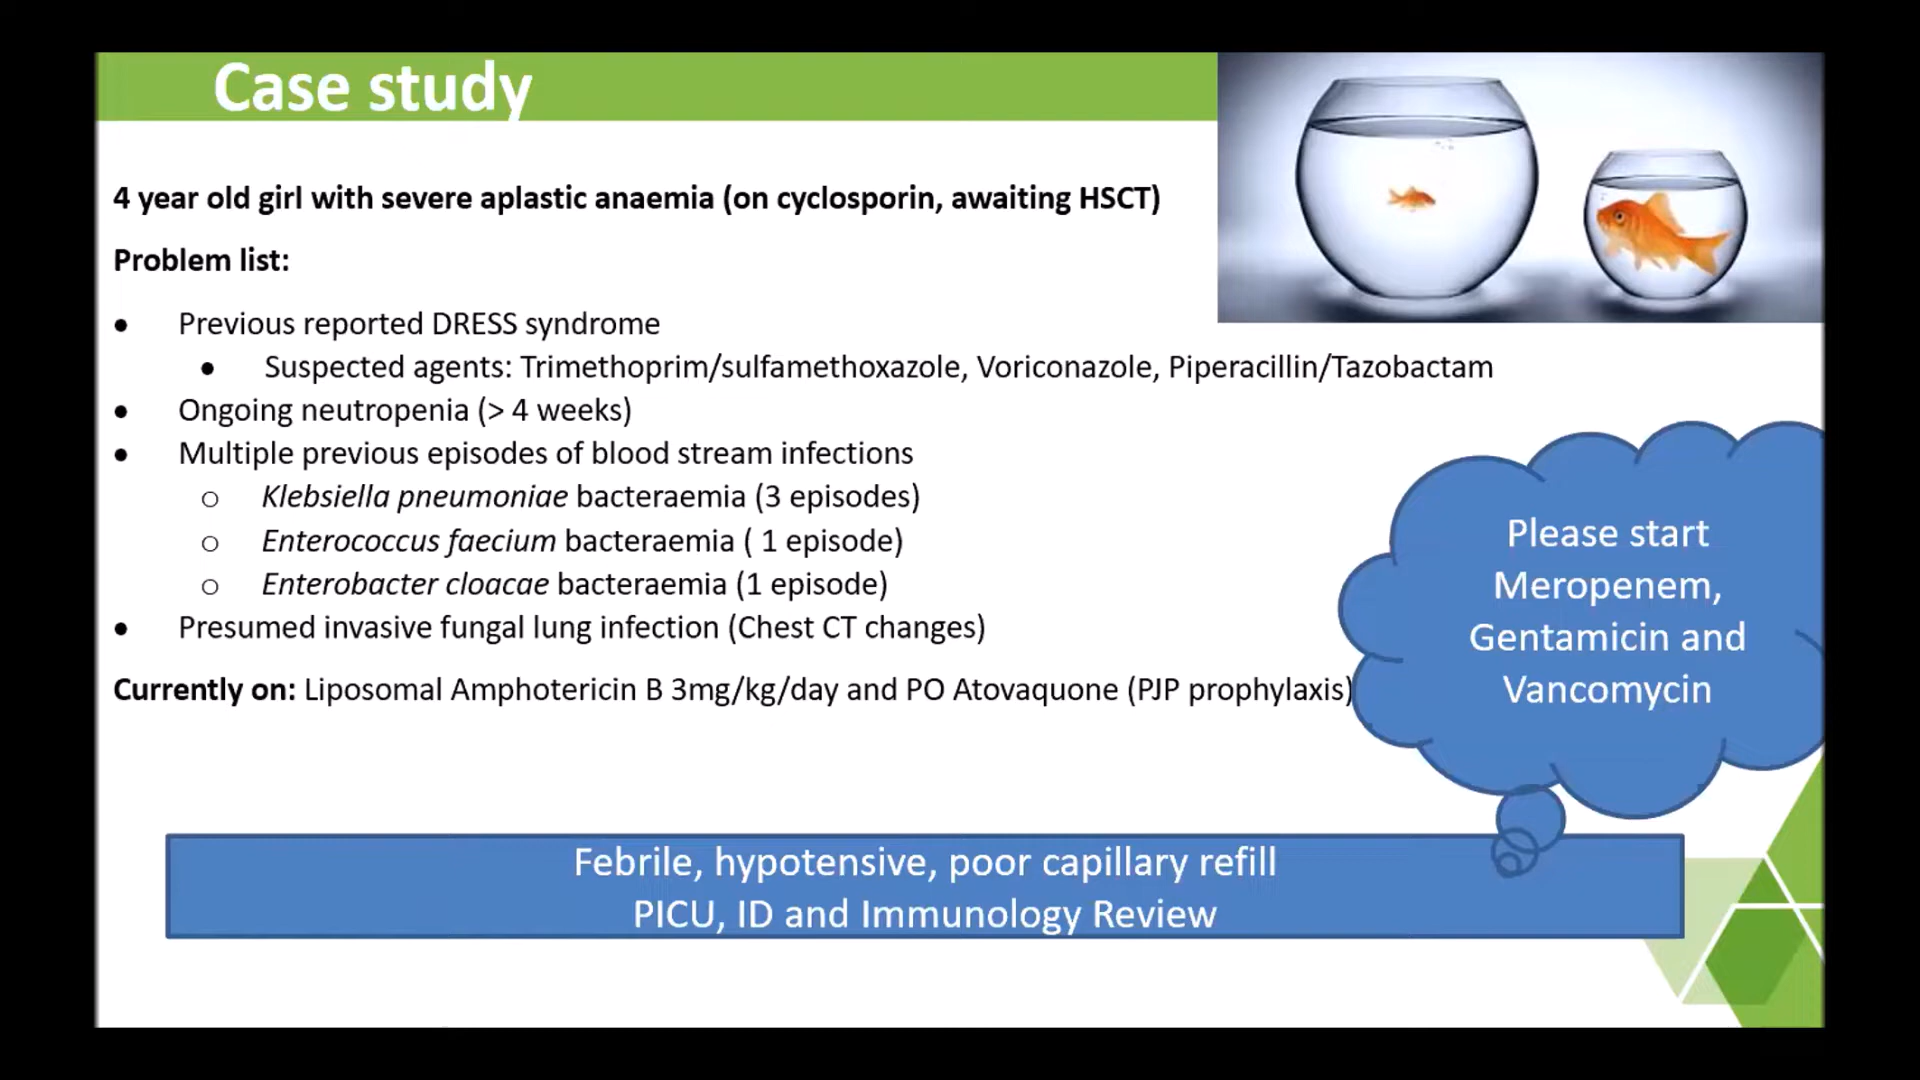 Case study
4 year old girl with severe aplastic anaemia (on cyclosporin, awaiting HSCT)
Problem list:
• Previous reported DRESS syndrome
• Suspected agents: Trimethoprim/sulfamethoxazole, Voriconazole, Piperacillin/Tazobactam
• Ongoing neutropenia (> 4 weeks)
• Multiple previous episodes of blood stream infections
○ Klebsiella pneumoniae bacteraemia (3 episodes)
○ Enterococcus faecium bacteraemia ( 1 episode)
○ Enterobacter cloacae bacteraemia (1 episode)
• Presumed invasive fungal lung infection (Chest CT changes)
Currently on: Liposomal Amphotericin B 3mg/kg/day and PO Atovaquone (PJP prophylaxis)
Please start
Meropenem,
Gentamicin and
Vancomycin
Febrile, hypotensive, poor capillary refill
PICU, ID and Immunology Review